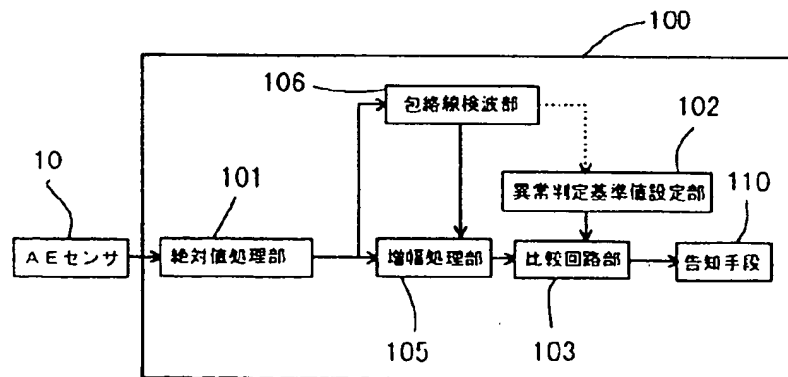 100
106
包絡線検波部
102
10
101
異常判定基準値設定部
110
AEセンサ
絶対値処理部
増幅処理部
比較回路部
告知手段
105
103